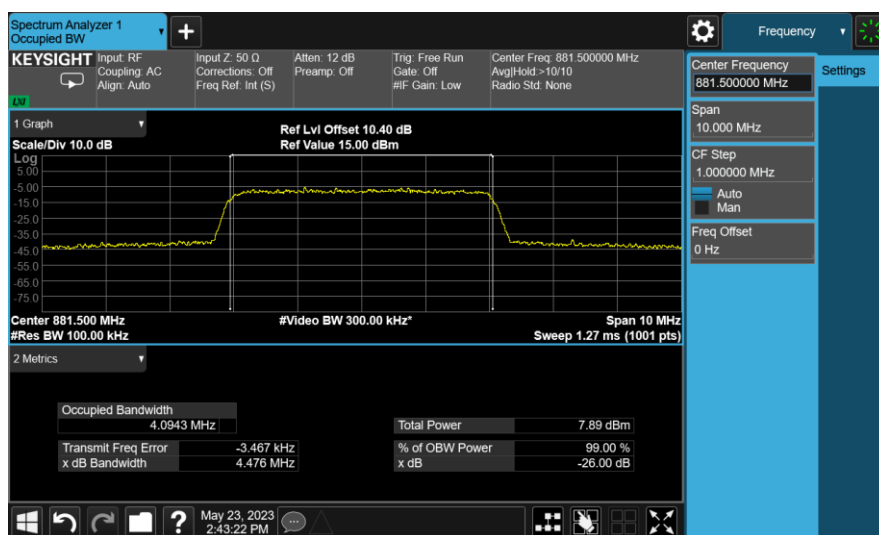 Spectrum Analyzer 1
Occupied BW
+
Frequency
KEYSIGHT
Input: RF
Coupling: AC
Align: Auto
Input Z: 50 Ω
Corrections: Off
Freq Ref: Int (S)
Atten: 12 dB
Preamp: Off
Trig: Free Run
Gate: Off
#IF Gain: Low
Center Freq: 881.500000 MHz
Avg|Hold:>10/10
Radio Std: None
LXI
Center Frequency
881.500000 MHz
Settings
Span
10.000 MHz
CF Step
1.000000 MHz
Auto
Man
Freq Offset
0 Hz
1 Graph
Scale/Div 10.0 dB
Ref Lvl Offset 10.40 dB
Ref Value 15.00 dBm
Log
5.00
-5.00
-15.0
-25.0
-35.0
-45.0
-55.0
-65.0
-75.0
Center 881.500 MHz
#Video BW 300.00 kHz*
Span 10 MHz
#Res BW 100.00 kHz
Sweep 1.27 ms (1001 pts)
2 Metrics
Occupied Bandwidth
4.0943 MHz
Total Power 7.89 dBm
Transmit Freq Error -3.467 kHz
% of OBW Power 99.00 %
x dB Bandwidth 4.476 MHz
x dB -26.00 dB
?
May 23, 2023
2:43:22 PM